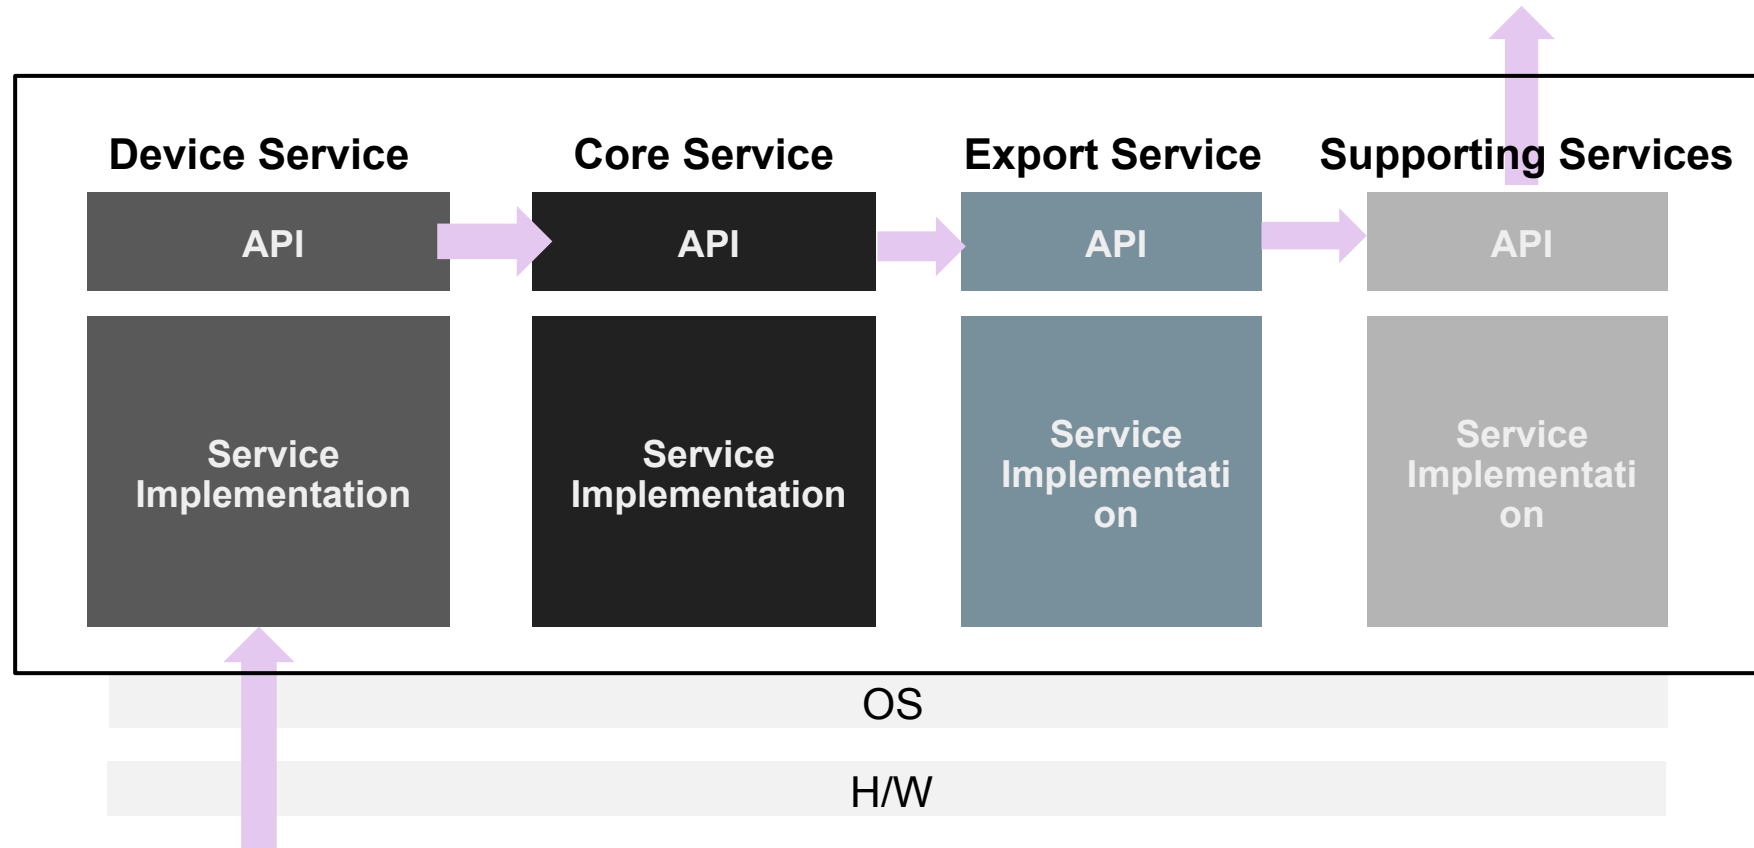 Device Service
Core Service
Export Service
Supporting Services
API
API
API
API
Service
Implementation
Service
Implementation
Service
Implementati
on
Service
Implementati
on
OS
H/W